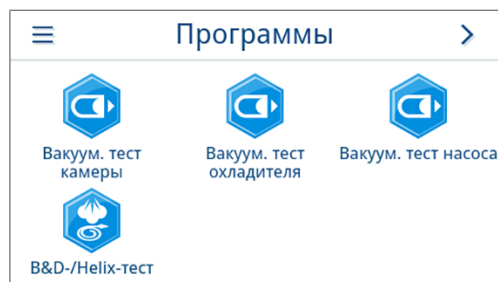 Программы
Вакуум. тест Вакуум. тест Вакуум. тест насоса
камеры охладителя
B&D-/Helix-тест